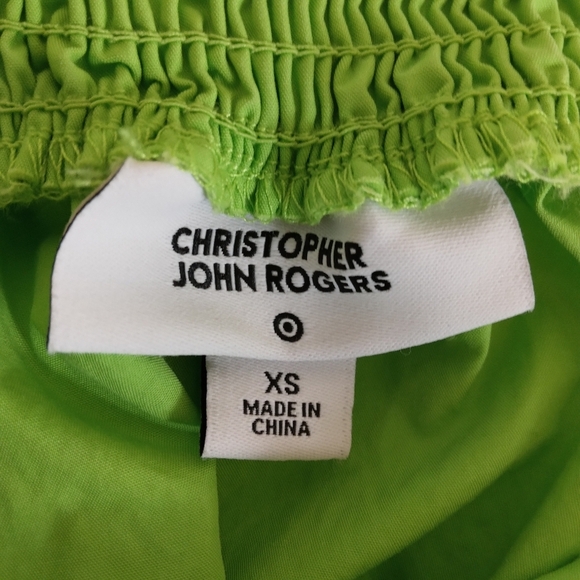 CHRISTOPHER
JOHN ROGERS
XS
MADE IN
CHINA